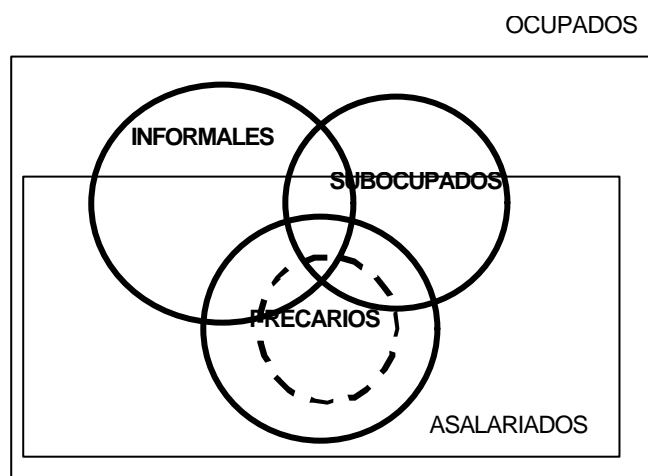 OCUPADOS
INFORMALES
SUBOCUPADOS
PRECARIOS
ASALARIADOS